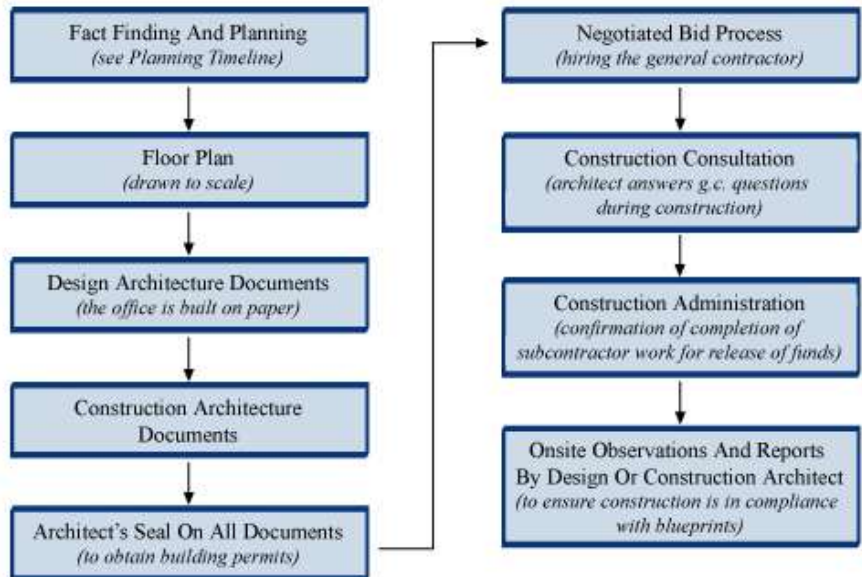 Fact Finding And Planning
(see Planning Timeline)
Floor Plan
(drawn to scale)
Design Architecture Documents
(the office is built on paper)
Construction Architecture
Documents
Architect's Seal On All Documents
(to obtain building permits)
Negotiated Bid Process
(hiring the general contractor)
Construction Consultation
(architect answers g.c. questions
during construction)
Construction Administration
(confirmation of completion of
subcontractor work for release of funds)
Onsite Observations And Reports
By Design Or Construction Architect
(to ensure construction is in compliance
with blueprints)